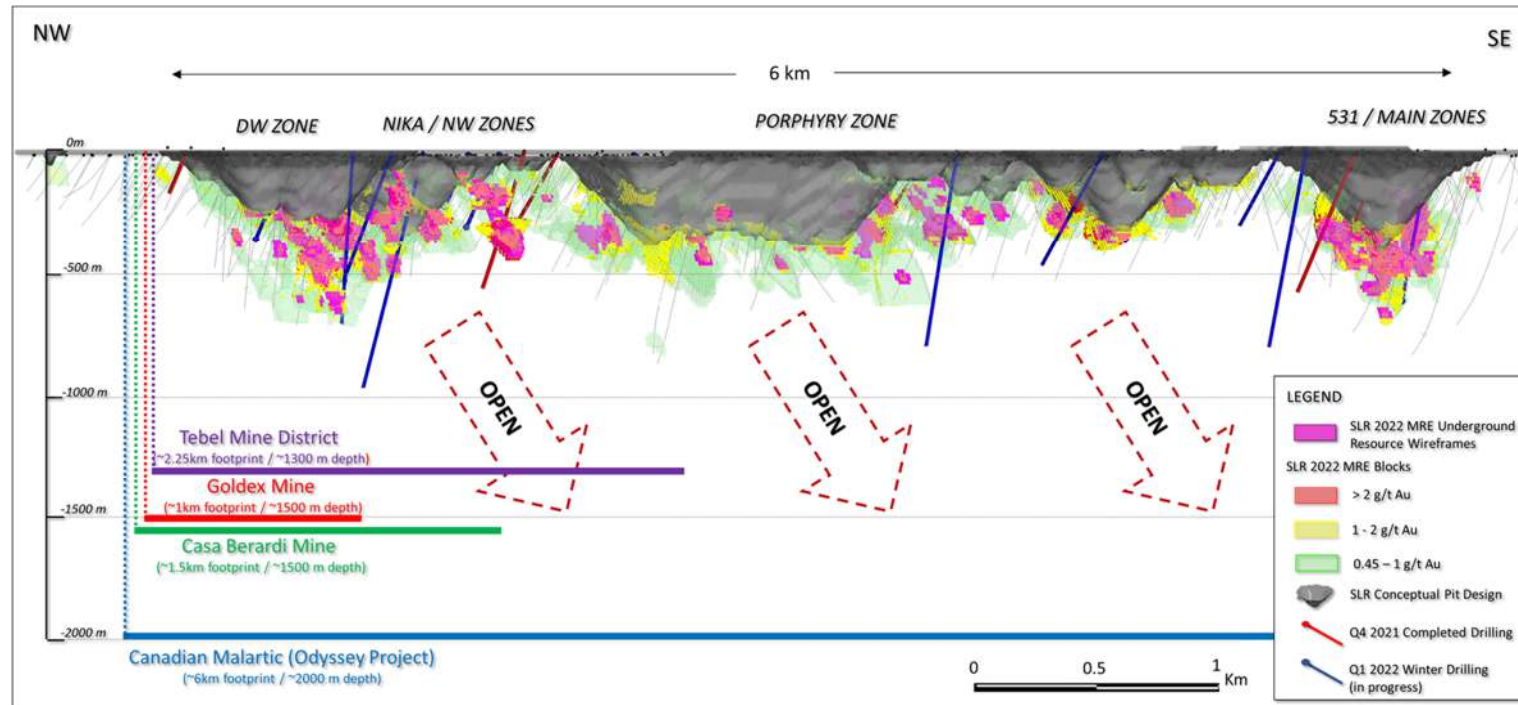 NW
SE
6 km
DW ZONE
NIKA / NW ZONES
PORPHYRY ZONE
531 / MAIN ZONES
0m
-500 m
-1000 m
-1500 m
-2000 m
OPEN
OPEN
OPEN
Tebel Mine District
(~2.25km footprint / ~1300 m depth)
Goldex Mine
(~1km footprint / ~1500 m depth)
Casa Berardi Mine
(~1.5km footprint / ~1500 m depth)
Canadian Malartic (Odyssey Project)
(~6km footprint / ~2000 m depth)
0 0.5 1
Km
LEGEND
SLR 2022 MRE Underground
Resource Wireframes
SLR 2022 MRE Blocks
> 2 g/t Au
1 - 2 g/t Au
0.45 – 1 g/t Au
SLR Conceptual Pit Design
Q4 2021 Completed Drilling
Q1 2022 Winter Drilling
(in progress)